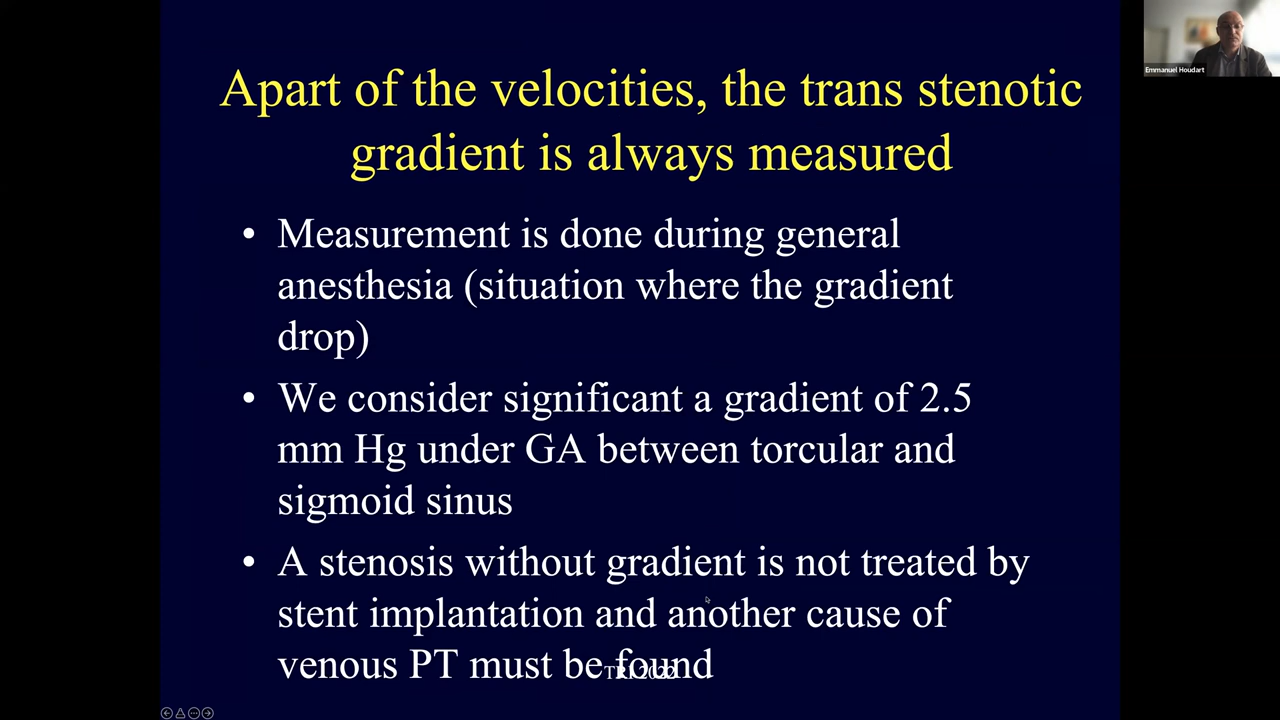 Emmanuel Houdart
Apart of the velocities, the trans stenotic
gradient is always measured
• Measurement is done during general
anesthesia (situation where the gradient
drop)
• We consider significant a gradient of 2.5
mm Hg under GA between torcular and
sigmoid sinus
• A stenosis without gradient is not treated by
stent implantation and another cause of
venous PT must be found
2022